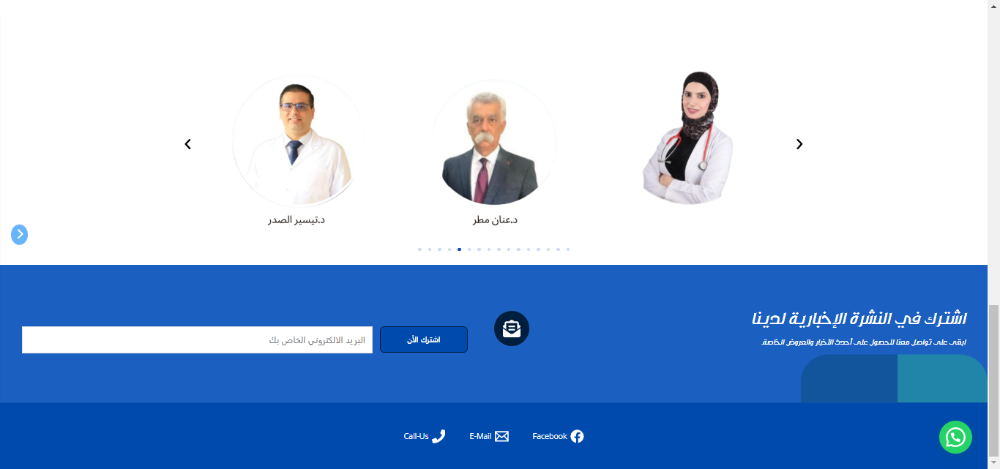 د.عنان مطر
د.تيسير الصدر
اشترك في النشرة الإخبارية لدينا
ابقى على تواصل معنا للحصول على أحدث الأخبار والعروض الخاصة.
اشترك الأن
البريد الالكتروني الخاص بك
Facebook
E-Mail
Call-Us